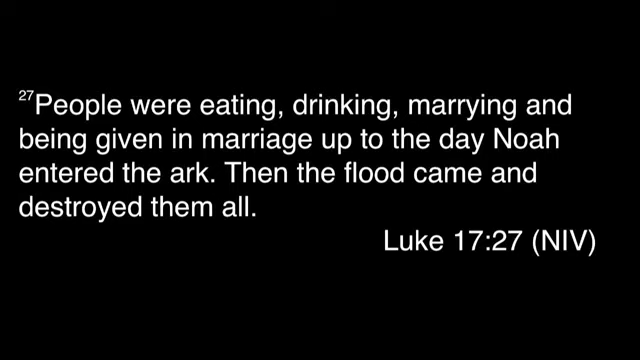 27People were eating, drinking, marrying and
being given in marriage up to the day Noah
entered the ark. Then the flood came and
destroyed them all.
Luke 17:27 (NIV)